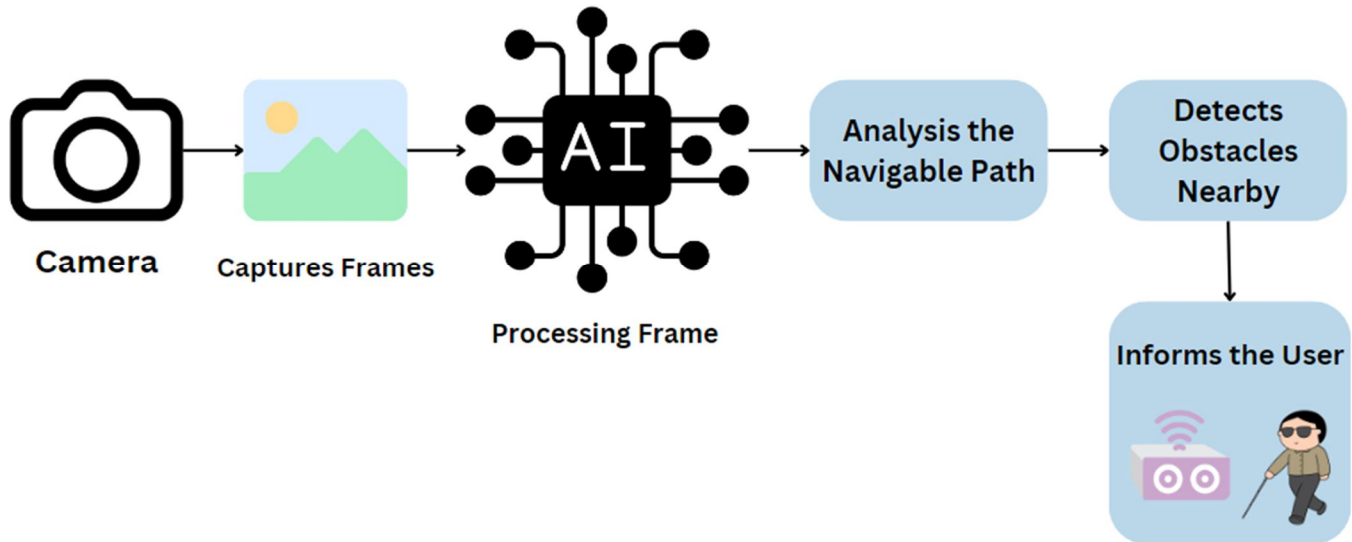 AI
Analysis the
Navigable Path
Detects
Obstacles
Nearby
Camera
Captures Frames
Processing Frame
Informs the User